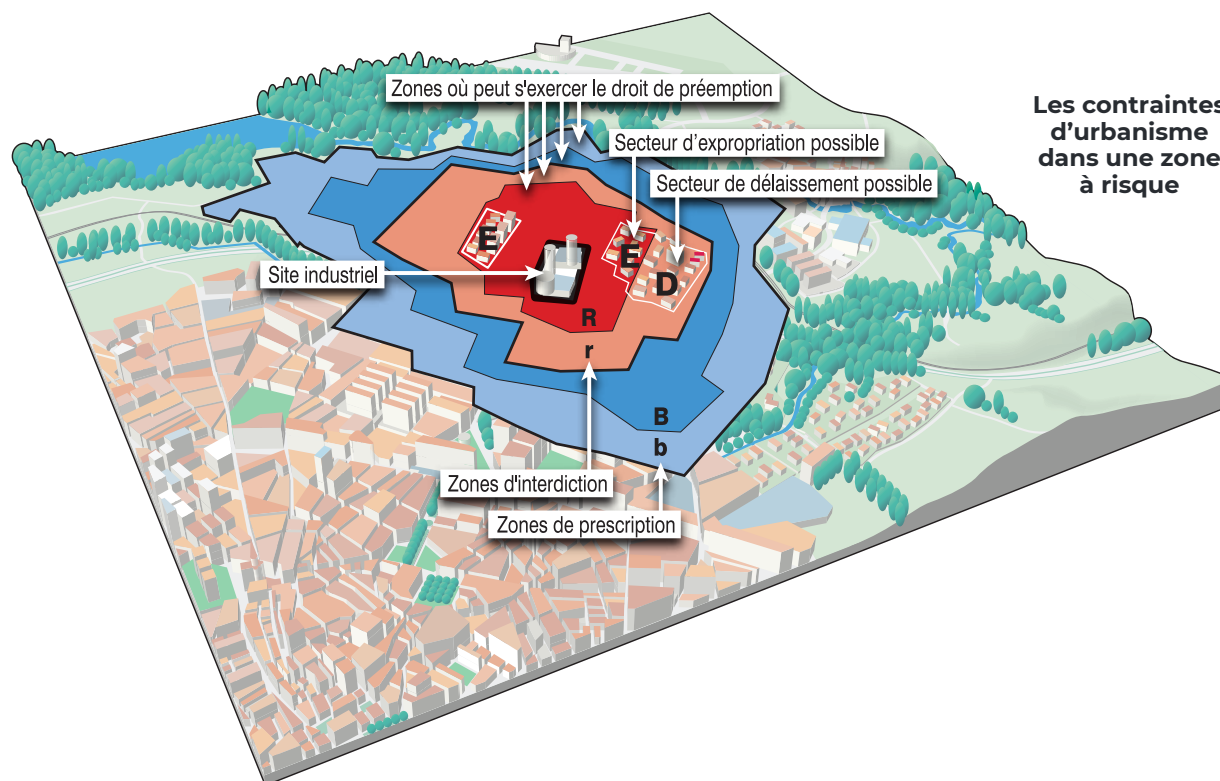 Zones où peut s'exercer le droit de préemption
Les contraintes
d'urbanisme
dans une zone
à risque
Secteur d'expropriation possible
Secteur de délaissement possible
E
E
D
Site industriel
R
r
B
b
Zones d'interdiction
Zones de prescription